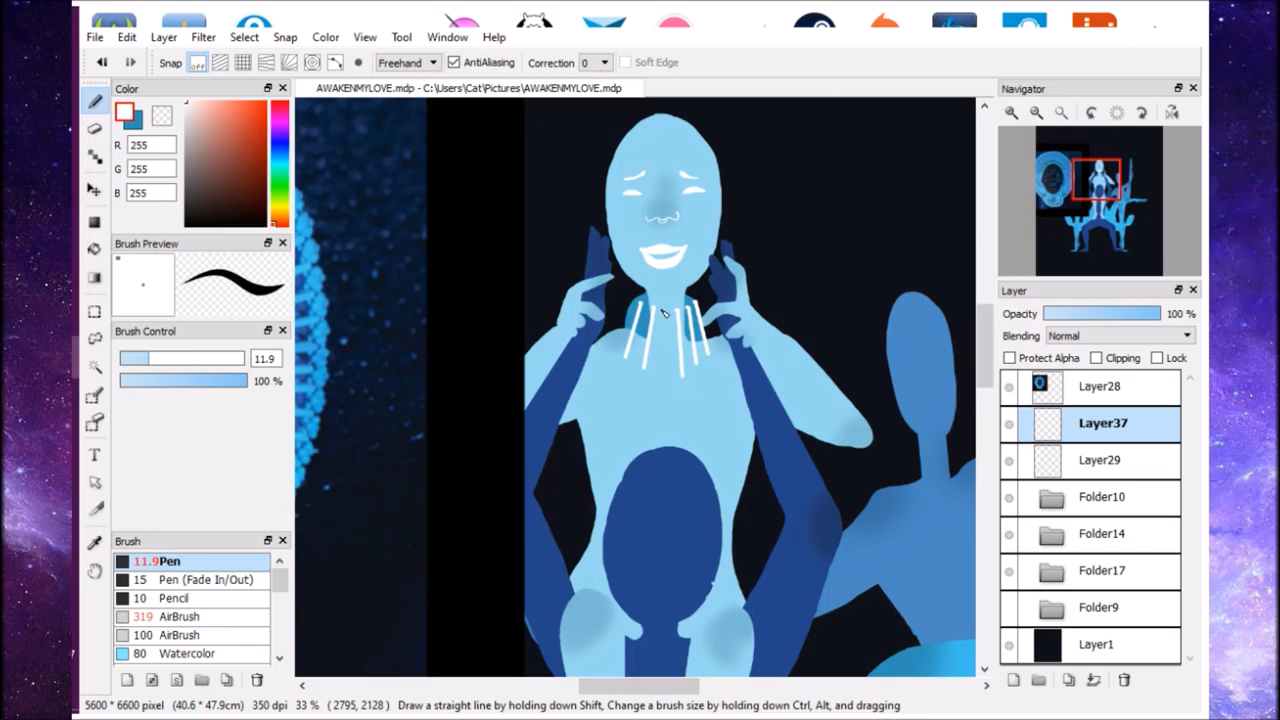 File Edit Layer Filter Select Snap Color View Tool Window Help
Snap off Freehand AntiAliasing Correction 0 Soft Edge
Color
AWAKENMYLOVE.mdp - C:\Users\Cat\Pictures\AWAKENMYLOVE.mdp
Navigator
R 255
G 255
B 255
Brush Preview
Layer
Opacity 100 %
Brush Control
Blending Normal
11.9
Protect Alpha Clipping Lock
100 %
Layer28
Layer37
Layer29
Folder10
Folder14
Brush
11.9 Pen
Folder17
15 Pen (Fade In/Out)
10 Pencil
Folder9
319 AirBrush
100 AirBrush
Layer1
80 Watercolor
5600 * 6600 pixel (40.6 * 47.9cm) 350 dpi 33 % ( 2795, 2128 ) Draw a straight line by holding down Shift, Change a brush size by holding down Ctrl, Alt, and dragging